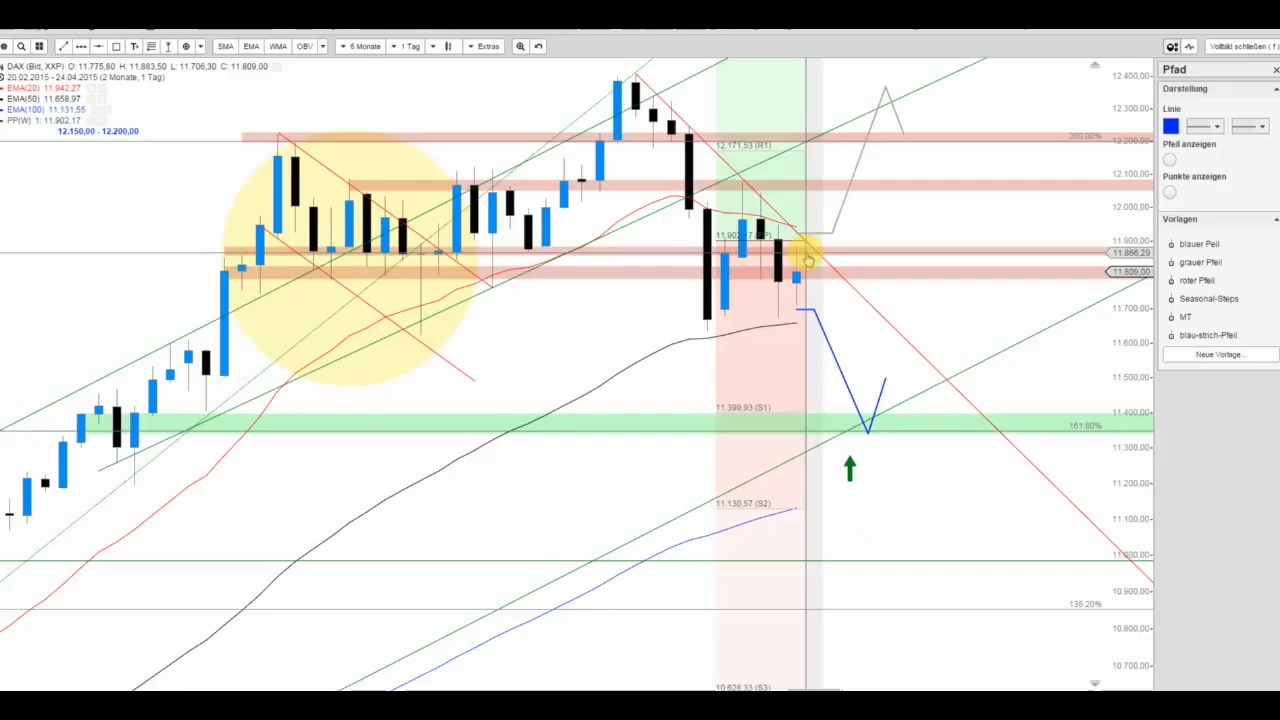 SMA EMA WMA OBV 6 Monate 1 Tag Extras Vollbild schließen ( f )
DAX (Bid, XXP) O: 11.775,80 H: 11.883,50 L: 11.706,30 C: 11.809,00
20.02.2015 - 24.04.2015 (2 Monate, 1 Tag)
EMA(20) 11.942,27
EMA(50) 11.658,97
EMA(100) 11.131,55
PP(W) 1: 11.902,17
12.150,00 - 12.200,00
12.171,53 (R1)
11.399,93 (S1)
11.130,57 (S2)
10.628,33 (S3)
200,00%
161.80%
138.20%
12.400,00
12.300,00
12.200,00
12.100,00
12.000,00
11.900,00
11.866,29
11.809,00
11.700,00
11.600,00
11.500,00
11.400,00
11.300,00
11.200,00
11.100,00
11.000,00
10.900,00
10.800,00
10.700,00
Pfad
Darstellung
Linie
Pfeil anzeigen
Punkte anzeigen
Vorlagen
blauer Peil
grauer Pfeil
roter Pfeil
Seasonal-Steps
MT
blau-strich-Pfeil
Neue Vorlage...